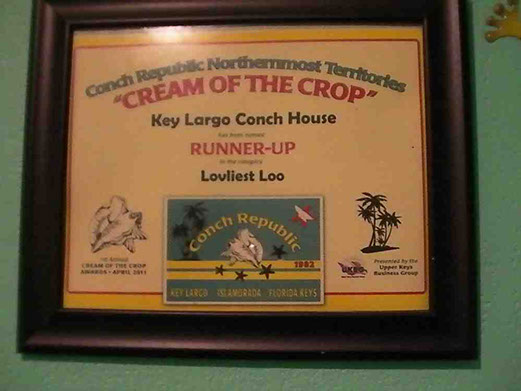 Conch Republic Northernmost Territories
"CREAM OF THE CROP"
Key Largo Conch House
has been named
RUNNER-UP
in the category
Lovliest Loo
1st Annual
CREAM OF THE CROP
AWARDS - APRIL 2011
Conch Republic
1982
KEY LARGO ISLAMORADA FLORIDA KEYS
Presented by the
Upper Keys
Business Group